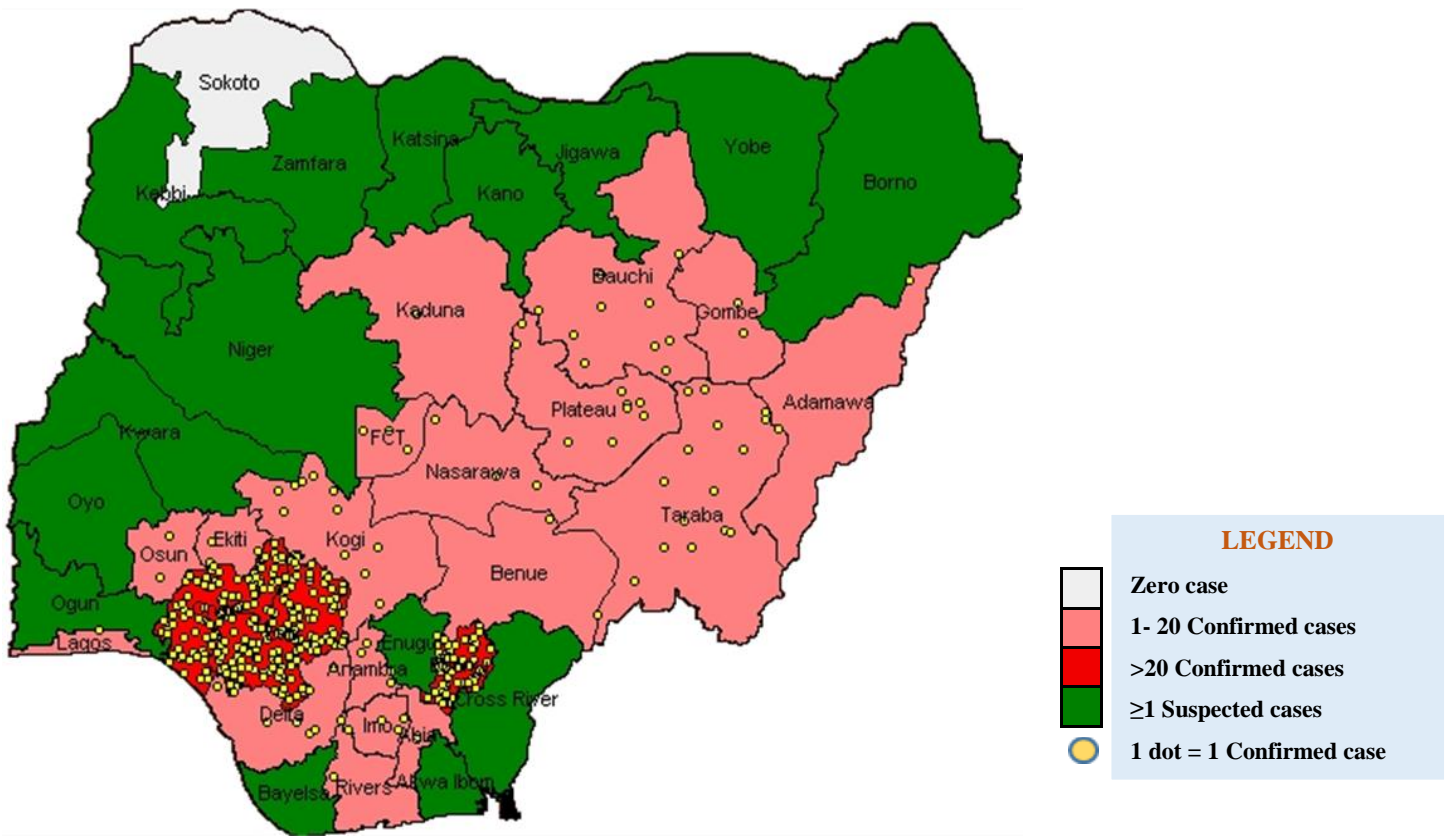 Sokoto
Katsina
Jigawa
Yobe
Zamfara
Borno
Kebbi
Kano
Bauchi
Kaduna
Gombe
Niger
Adamawa
Plateau
FCT
Kwara
Nasarawa
Oyo
Taraba
Osun
Ekiti
Kogi
Benue
Ogun
Lagos
Enugu
Anambra
Cross River
Delta
Imo
Abia
Bayelsa
Rivers
Akwa Ibom
LEGEND
Zero case
1- 20 Confirmed cases
>20 Confirmed cases
≥1 Suspected cases
1 dot = 1 Confirmed case